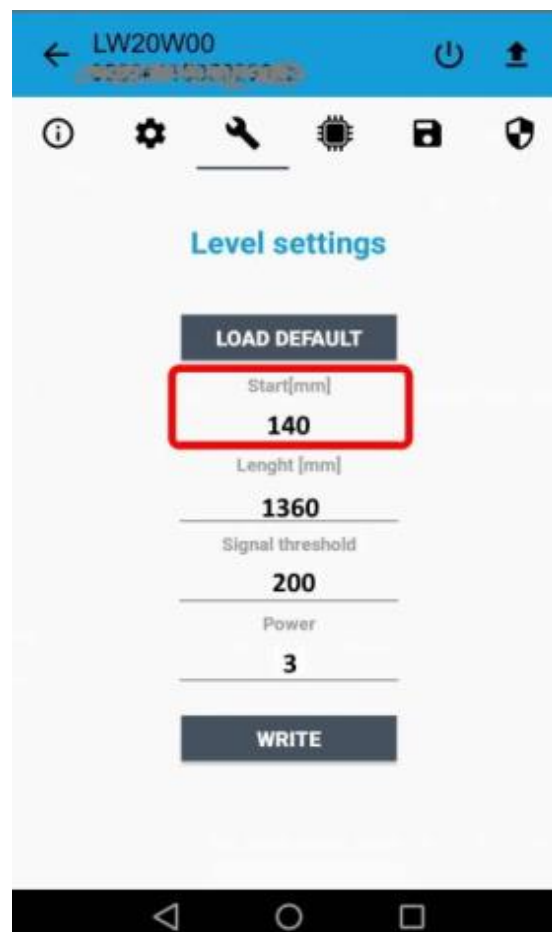 LW20W00
Level settings
LOAD DEFAULT
Start[mm]
140
Lenght [mm]
1360
Signal threshold
200
Power
3
WRITE